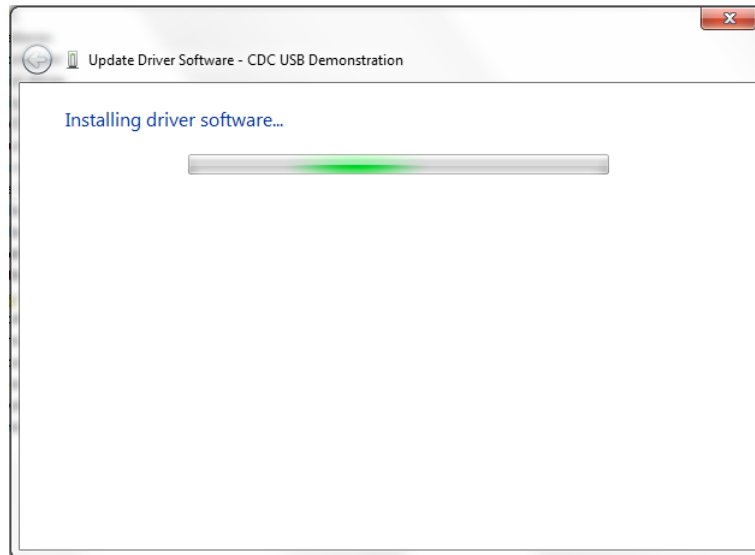 Update Driver Software - CDC USB Demonstration
Installing driver software...